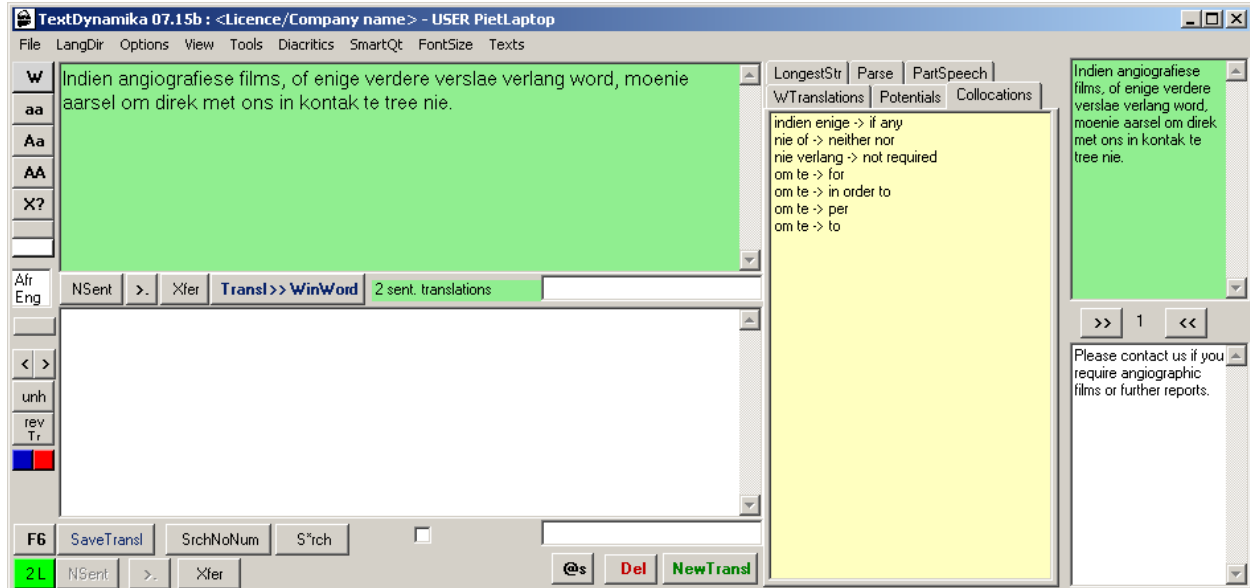 TextDynamika 07.15b : <Licence/Company name> - USER PietLaptop
File LangDir Options View Tools Diacritics SmartQt FontSize Texts
W
aa
Aa
AA
X?
Afr
Eng
< >
unh
rev
Tr
F6
2 L
Indien angiografiese films, of enige verdere verslae verlang word, moenie
aarsel om direk met ons in kontak te tree nie.
NSent >. Xfer Transl>>WinWord 2 sent. translations
SaveTransl SrchNoNum S*rch
NSent >. Xfer @s Del NewTransl
LongestStr Parse PartSpeech
WTranslations Potentials Collocations
indien enige -> if any
nie of -> neither nor
nie verlang -> not required
om te -> for
om te -> in order to
om te -> per
om te -> to
Indien angiografiese
films, of enige verdere
verslae verlang word,
moenie aarsel om direk
met ons in kontak te
tree nie.
>> 1 <<
Please contact us if you
require angiographic
films or further reports.